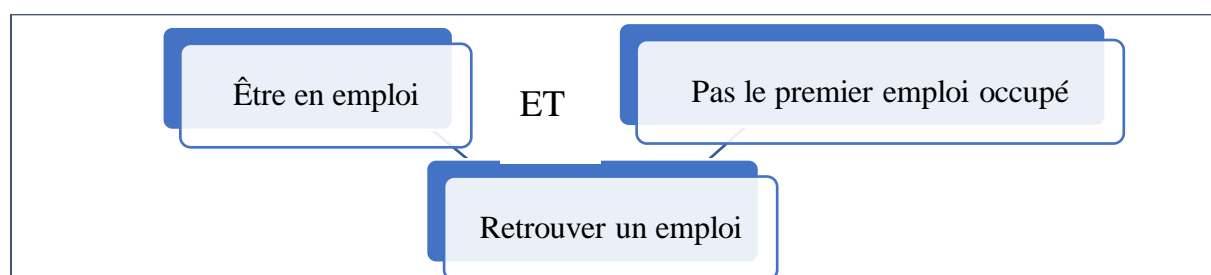 Être en emploi
ET
Pas le premier emploi occupé
Retrouver un emploi